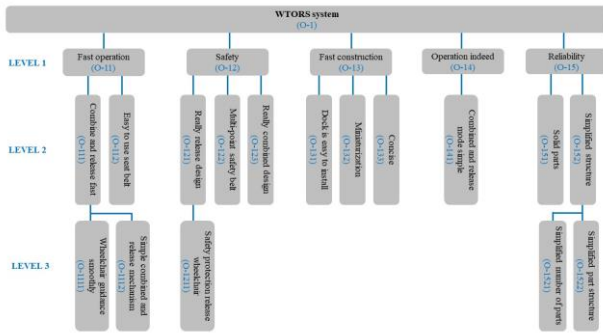 WTORS system
(O-1)
LEVEL 1
Fast operation
(O-11)
Safety
(O-12)
Fast construction
(O-13)
Operation indeed
(O-14)
Reliability
(O-15)
LEVEL 2
Combine and release fast
(O-111)
Easy to use seat belt
(O-112)
Really release design
(O-121)
Multi-point safety belt
(O-122)
Really combined design
(O-123)
Dock is easy to install
(O-131)
Miniaturization
(O-132)
Concise
(O-133)
Combined and release
mode simple
(O-141)
Solid parts
(O-151)
Simplified structure
(O-152)
LEVEL 3
Wheelchair guidance
smoothly
(O-1111)
Simple combined and
release mechanism
(O-1112)
Safety protection release
wheelchair
(O-1211)
Simplified number of
parts
(O-1521)
Simplified part structure
(O-1522)